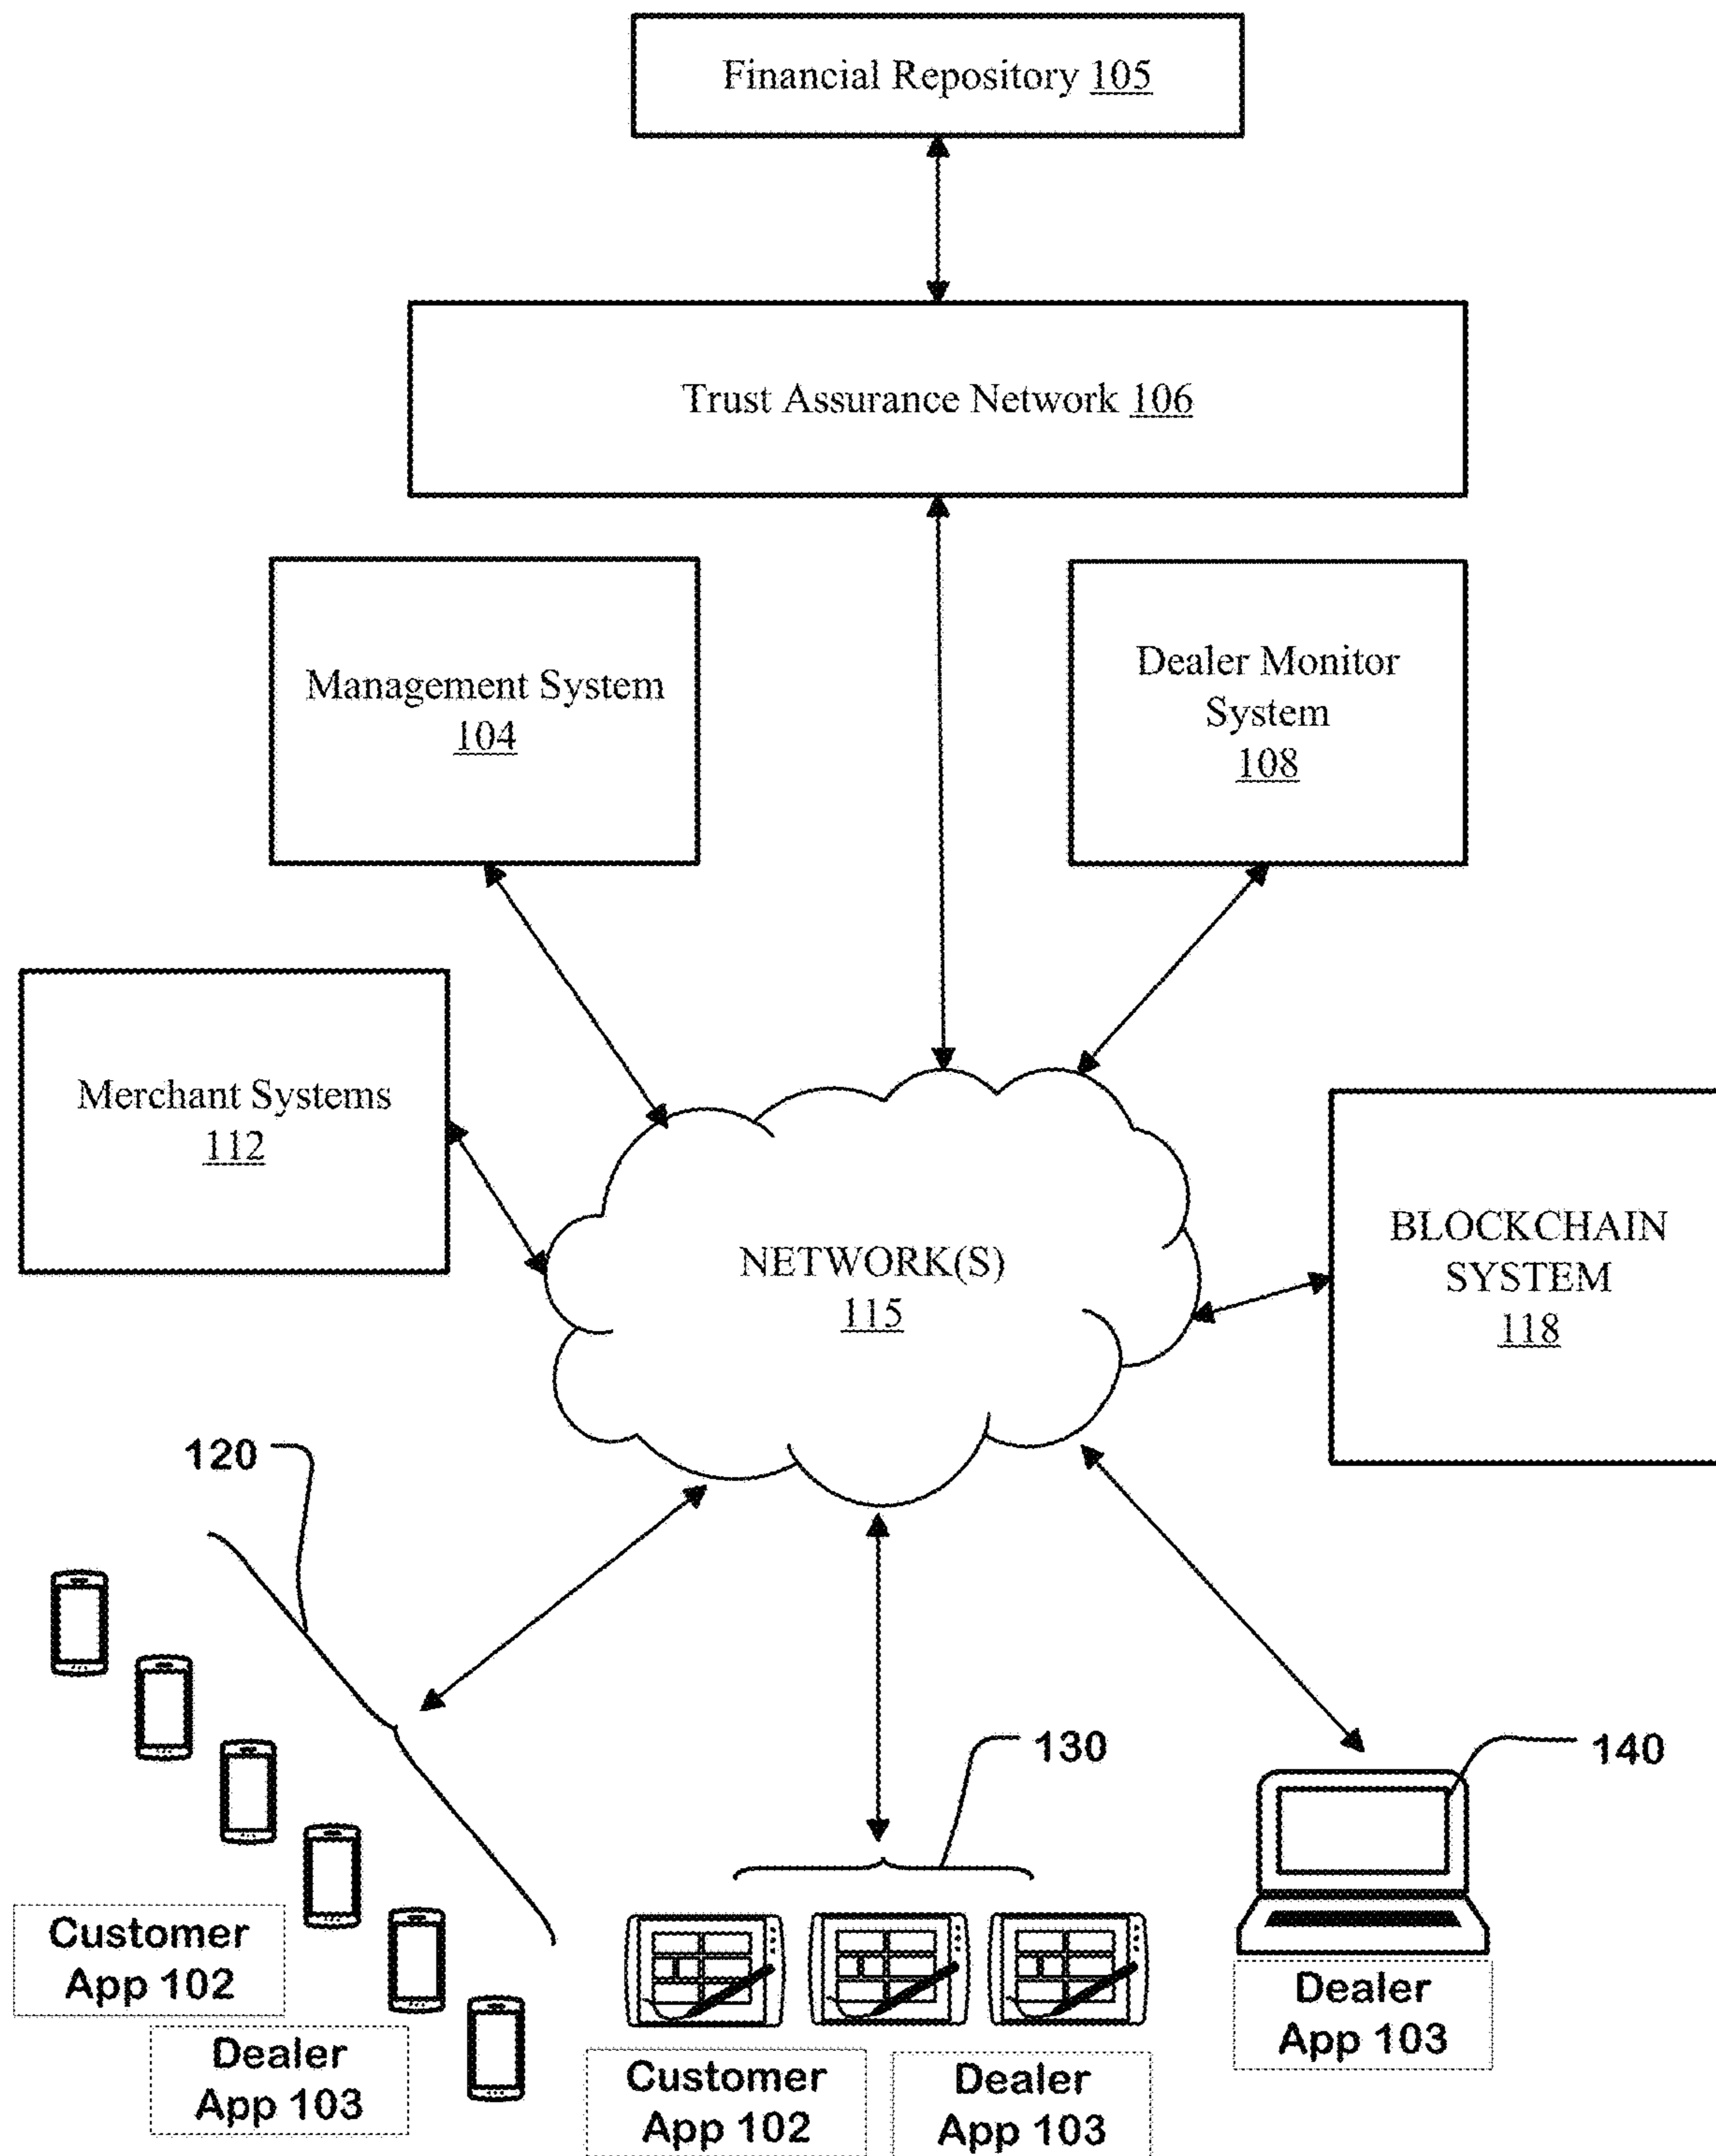 Financial Repository 105
Trust Assurance Network 106
Management System
104
Dealer Monitor
System
108
Merchant Systems
112
NETWORK(S)
115
BLOCKCHAIN
SYSTEM
118
120
130
140
Customer
App 102
Dealer
App 103
Customer
App 102
Dealer
App 103
Dealer
App 103